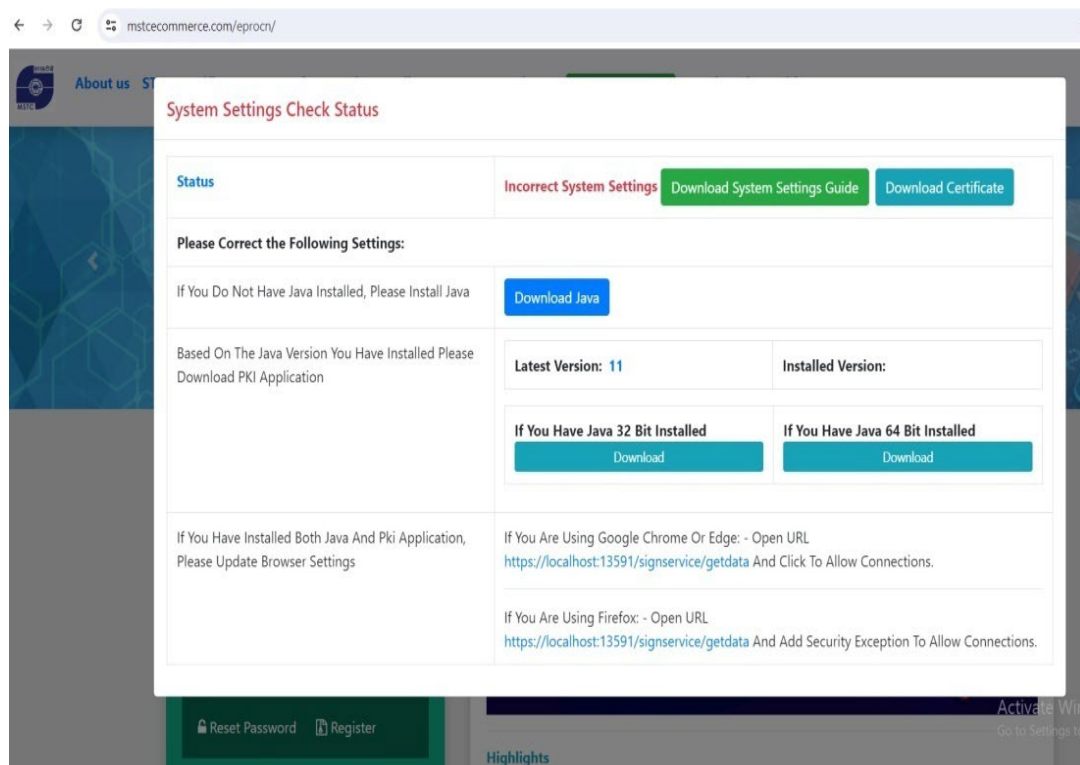 mstcecommerce.com/eprocn/
MSTC
About us
System Settings Check Status
Status
Incorrect System Settings Download System Settings Guide Download Certificate
Please Correct the Following Settings:
If You Do Not Have Java Installed, Please Install Java
Download Java
Based On The Java Version You Have Installed Please
Download PKI Application
Latest Version: 11
Installed Version:
If You Have Java 32 Bit Installed
Download
If You Have Java 64 Bit Installed
Download
If You Have Installed Both Java And Pki Application,
Please Update Browser Settings
If You Are Using Google Chrome Or Edge: - Open URL
https://localhost:13591/signservice/getdata And Click To Allow Connections.
If You Are Using Firefox: - Open URL
https://localhost:13591/signservice/getdata And Add Security Exception To Allow Connections.
Reset Password Register
Highlights
Activate
Go to Settings